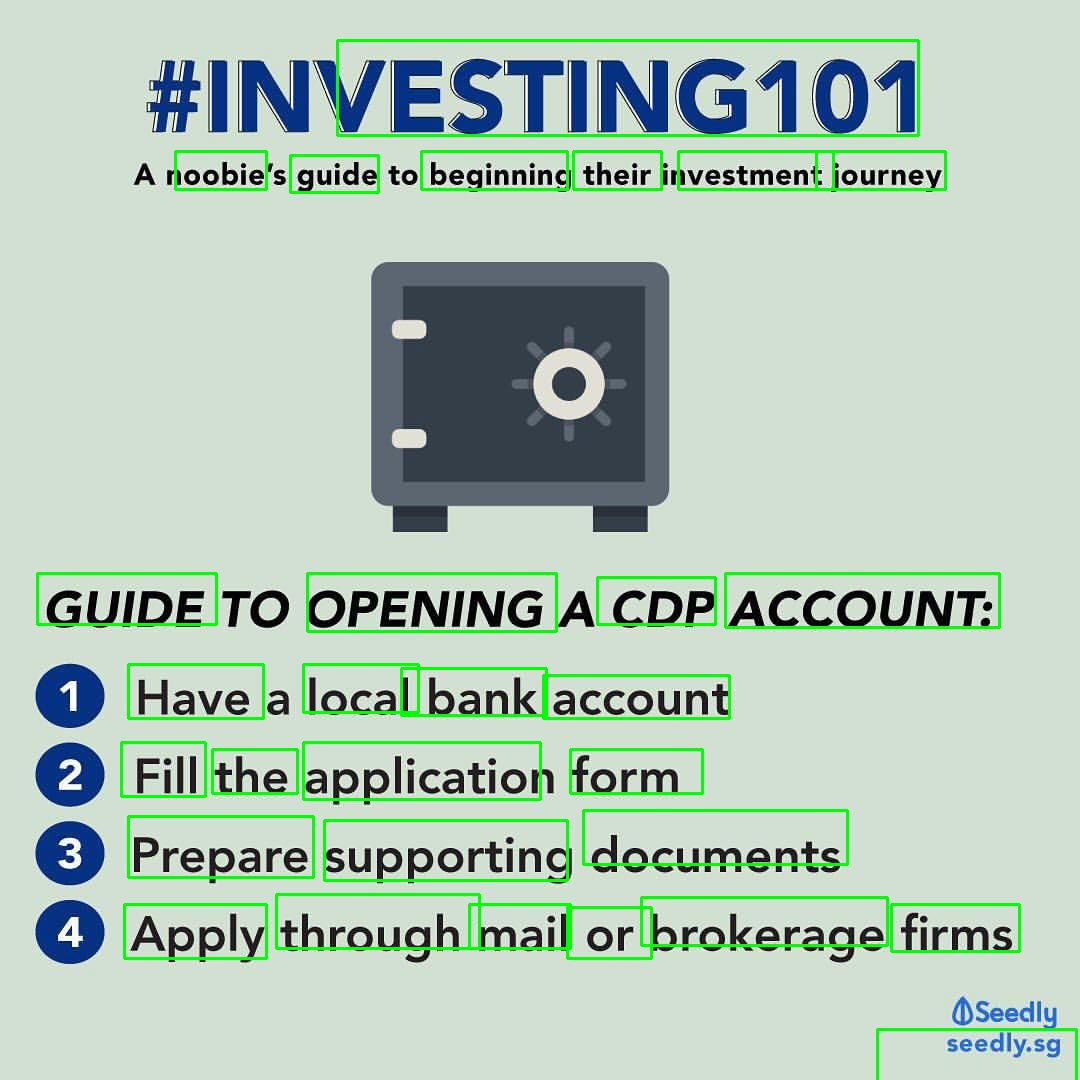 #INVESTING101
A noobie's guide to beginning their investment journey
GUIDE TO OPENING A CDP ACCOUNT:
1 Have a local bank account
2 Fill the application form
3 Prepare supporting documents
4 Apply through mail or brokerage firms
Seedly
seedly.sg